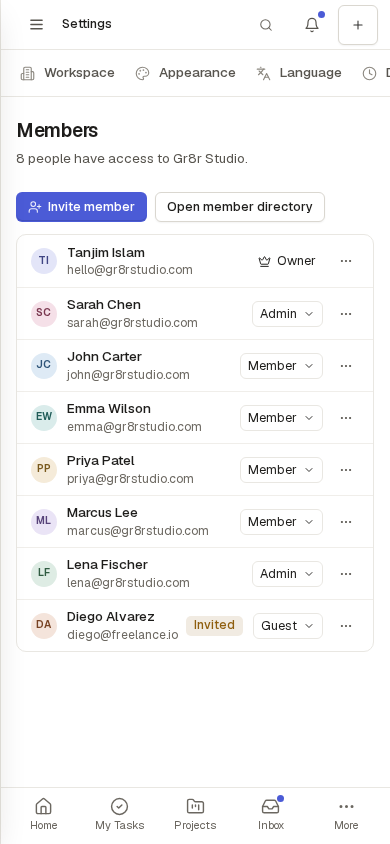 Settings
Workspace Appearance Language D
Members
8 people have access to Gr8r Studio.
Invite member Open member directory
TI Tanjim Islam Owner
hello@gr8rstudio.com
SC Sarah Chen Admin
sarah@gr8rstudio.com
JC John Carter Member
john@gr8rstudio.com
EW Emma Wilson Member
emma@gr8rstudio.com
PP Priya Patel Member
priya@gr8rstudio.com
ML Marcus Lee Member
marcus@gr8rstudio.com
LF Lena Fischer Admin
lena@gr8rstudio.com
DA Diego Alvarez Invited Guest
diego@freelance.io
Home My Tasks Projects Inbox More